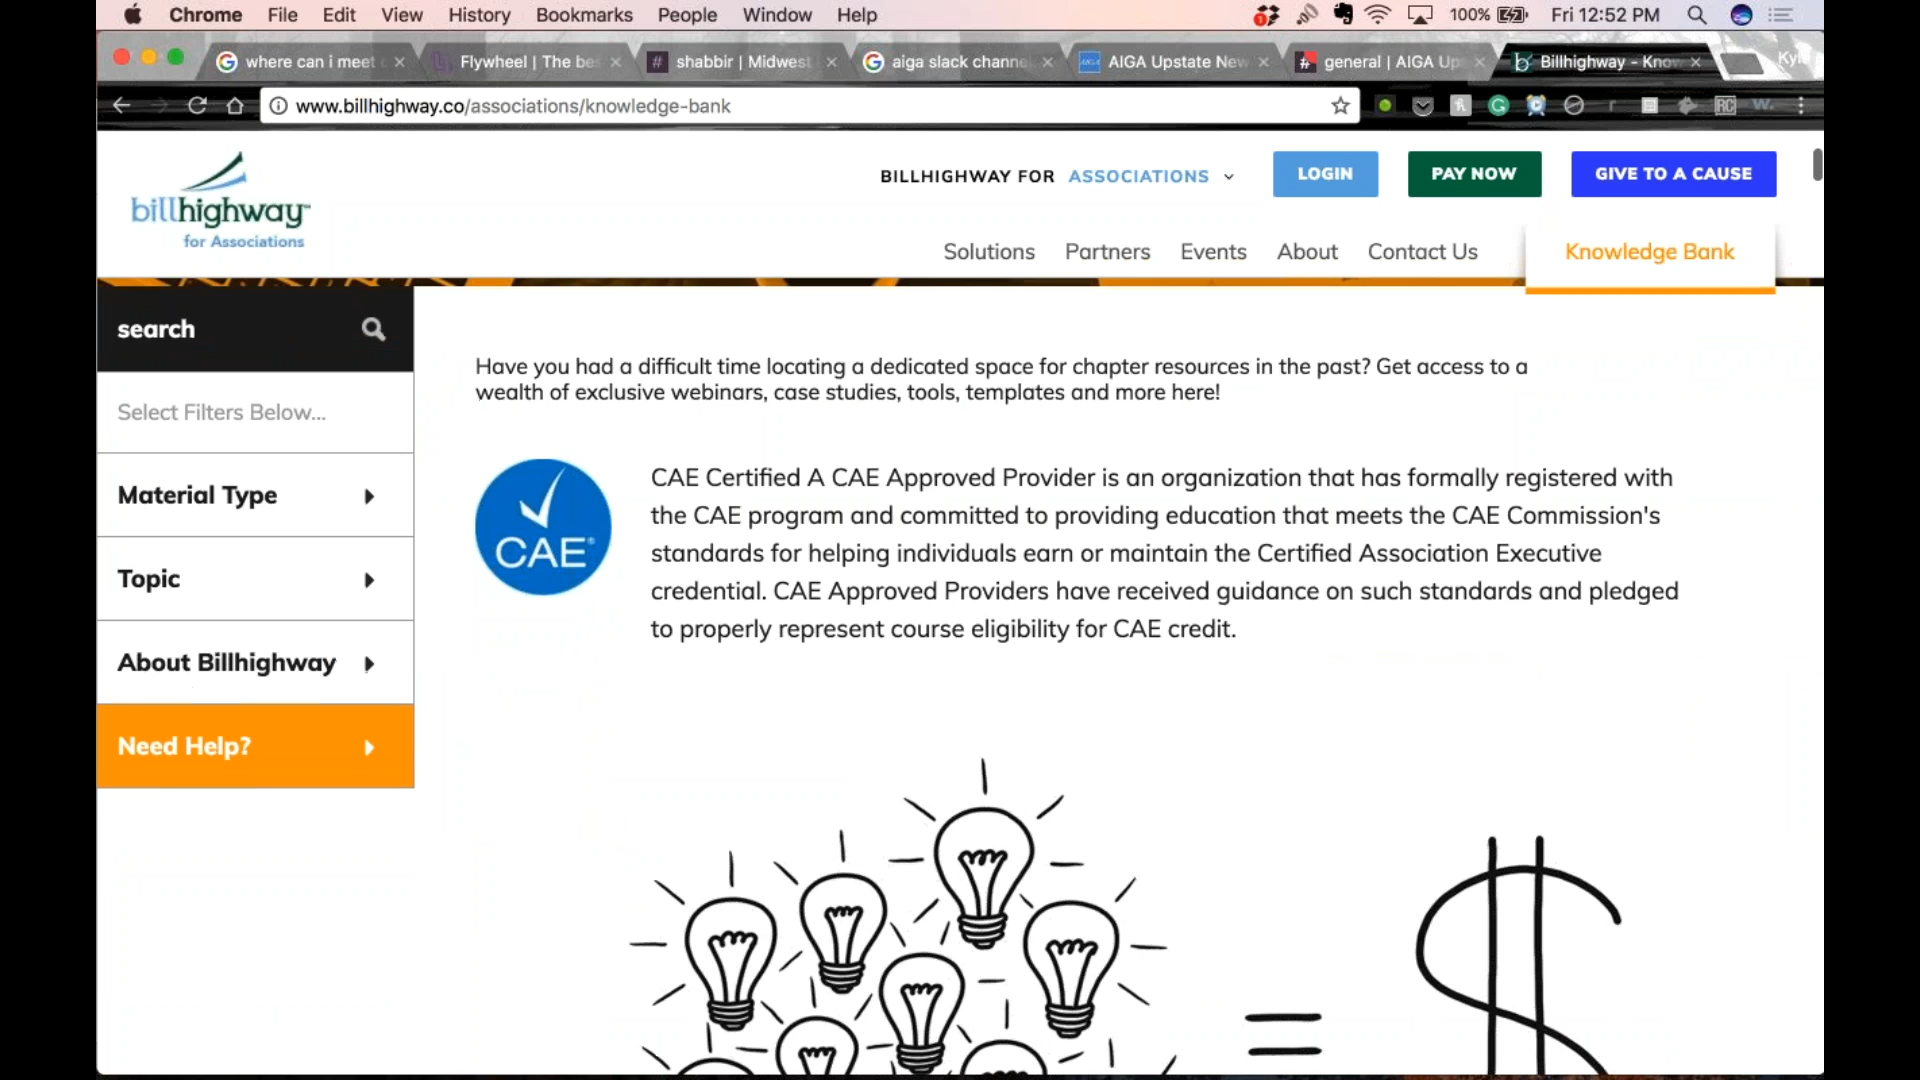 Chrome File Edit View History Bookmarks People Window Help 100% Fri 12:52 PM
where can i meet Flywheel | The bes shabbir | Midwest aiga slack channel AIGA Upstate New general | AIGA Up Billhighway - Know Kyl
www.billhighway.co/associations/knowledge-bank
billhighway
for Associations
BILLHIGHWAY FOR ASSOCIATIONS LOGIN PAY NOW GIVE TO A CAUSE
Solutions Partners Events About Contact Us Knowledge Bank
search
Select Filters Below...
Material Type
Topic
About Billhighway
Need Help?
Have you had a difficult time locating a dedicated space for chapter resources in the past? Get access to a
wealth of exclusive webinars, case studies, tools, templates and more here!
CAE
CAE Certified A CAE Approved Provider is an organization that has formally registered with
the CAE program and committed to providing education that meets the CAE Commission's
standards for helping individuals earn or maintain the Certified Association Executive
credential. CAE Approved Providers have received guidance on such standards and pledged
to properly represent course eligibility for CAE credit.
= $